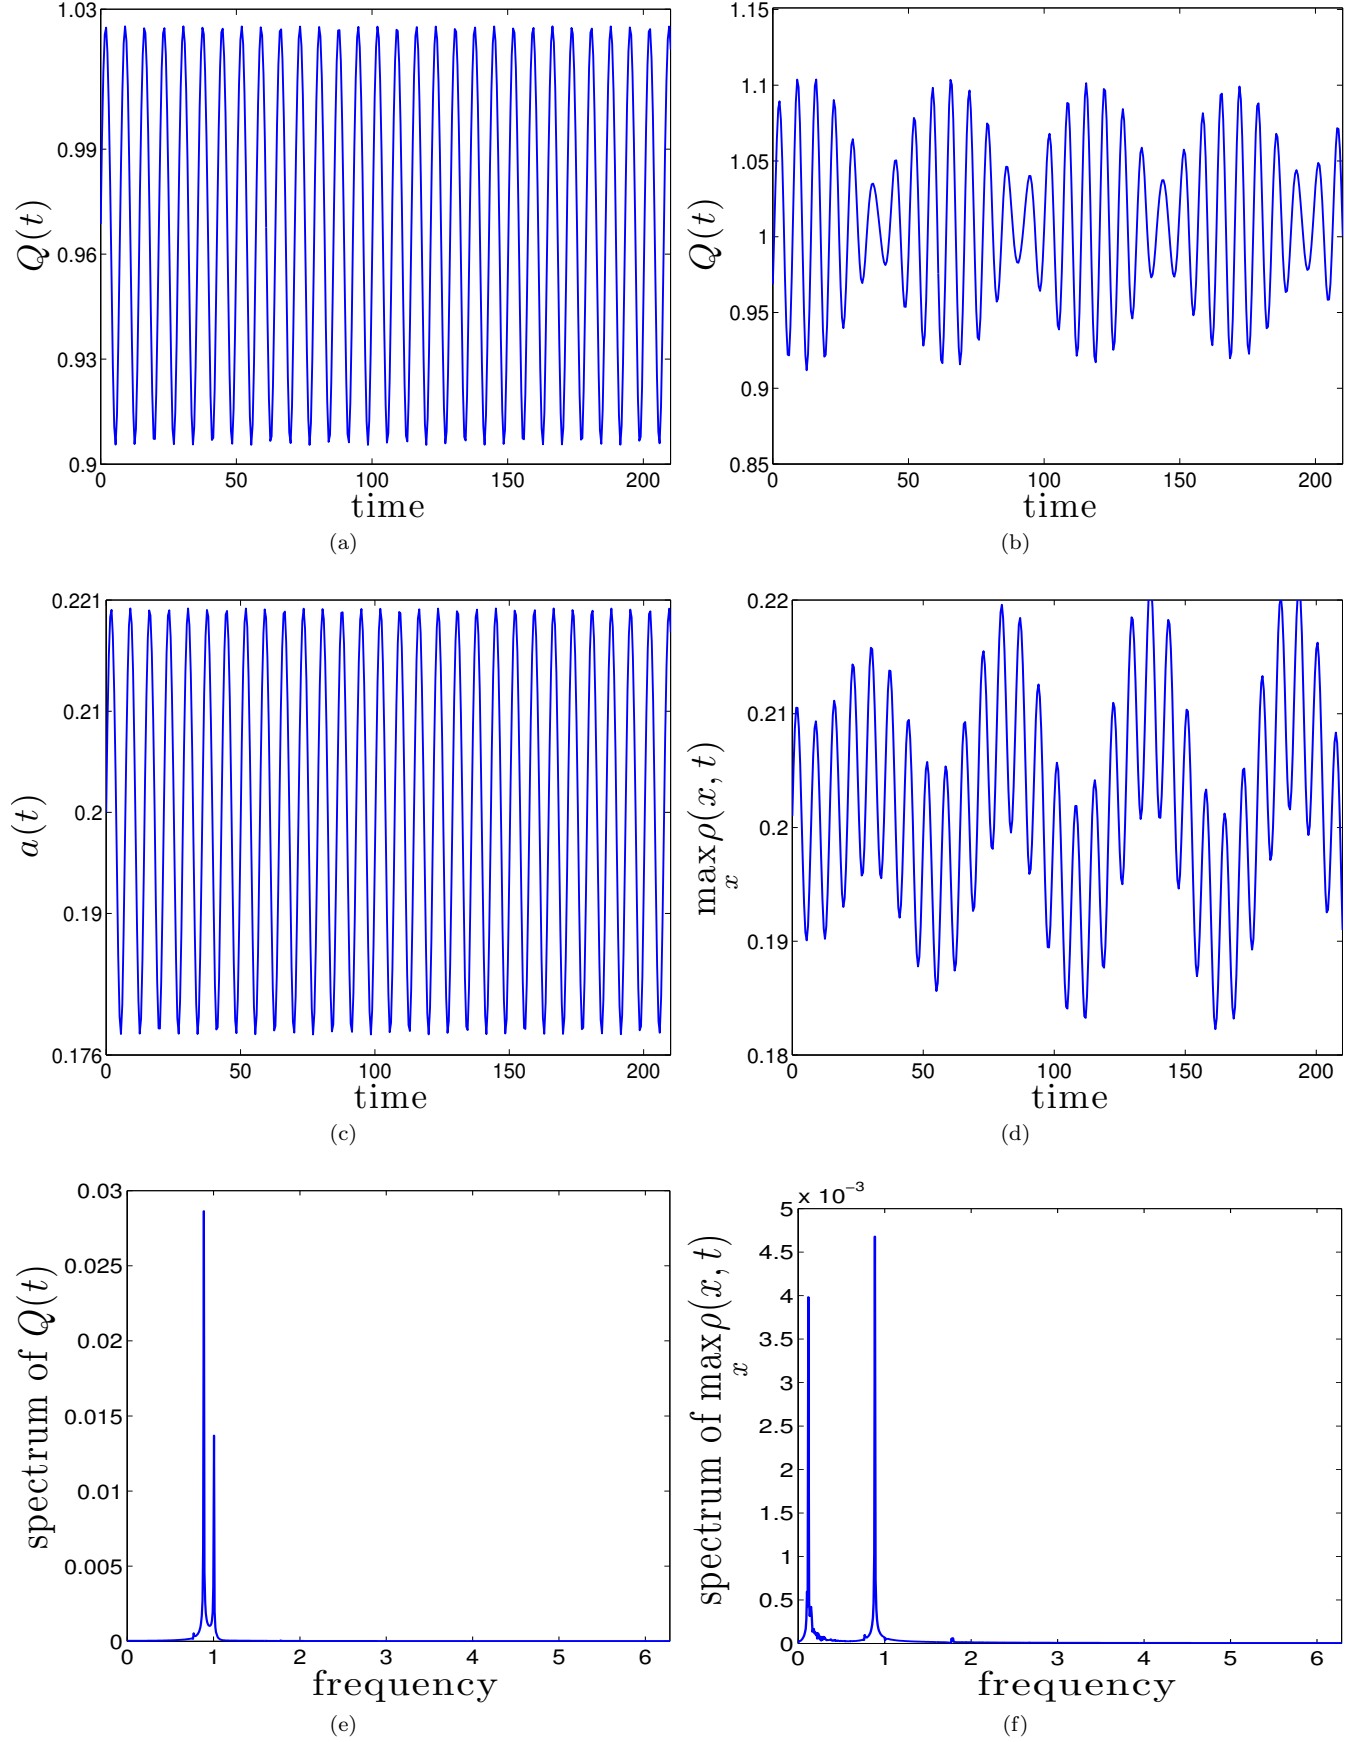 1.03
0.99
0.96
0.93
0.9
0 50 100 150 200
Q(t)
time
(a)
1.15
1.1
1.05
1
0.95
0.9
0.85
0 50 100 150 200
Q(t)
time
(b)
0.221
0.21
0.2
0.19
0.176
0 50 100 150 200
a(t)
time
(c)
0.22
0.21
0.2
0.19
0.18
0 50 100 150 200
max ρ(x, t)
x
time
(d)
0.03
0.025
0.02
0.015
0.01
0.005
0
0 1 2 3 4 5 6
spectrum of Q(t)
frequency
(e)
x 10⁻³
5
4.5
4
3.5
3
2.5
2
1.5
1
0.5
0
0 1 2 3 4 5 6
spectrum of max ρ(x, t)
x
frequency
(f)